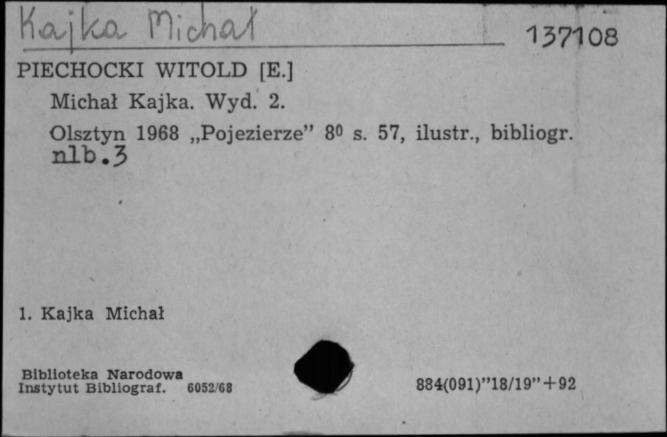 Kajka Michał
137108
PIECHOCKI WITOLD [E.]
Michał Kajka. Wyd. 2.
Olsztyn 1968 „Pojezierze” 8⁰ s. 57, ilustr., bibliogr.
nlb.3
1. Kajka Michał
Biblioteka Narodowa
Instytut Bibliograf. 6052/68
884(091)”18/19”+92